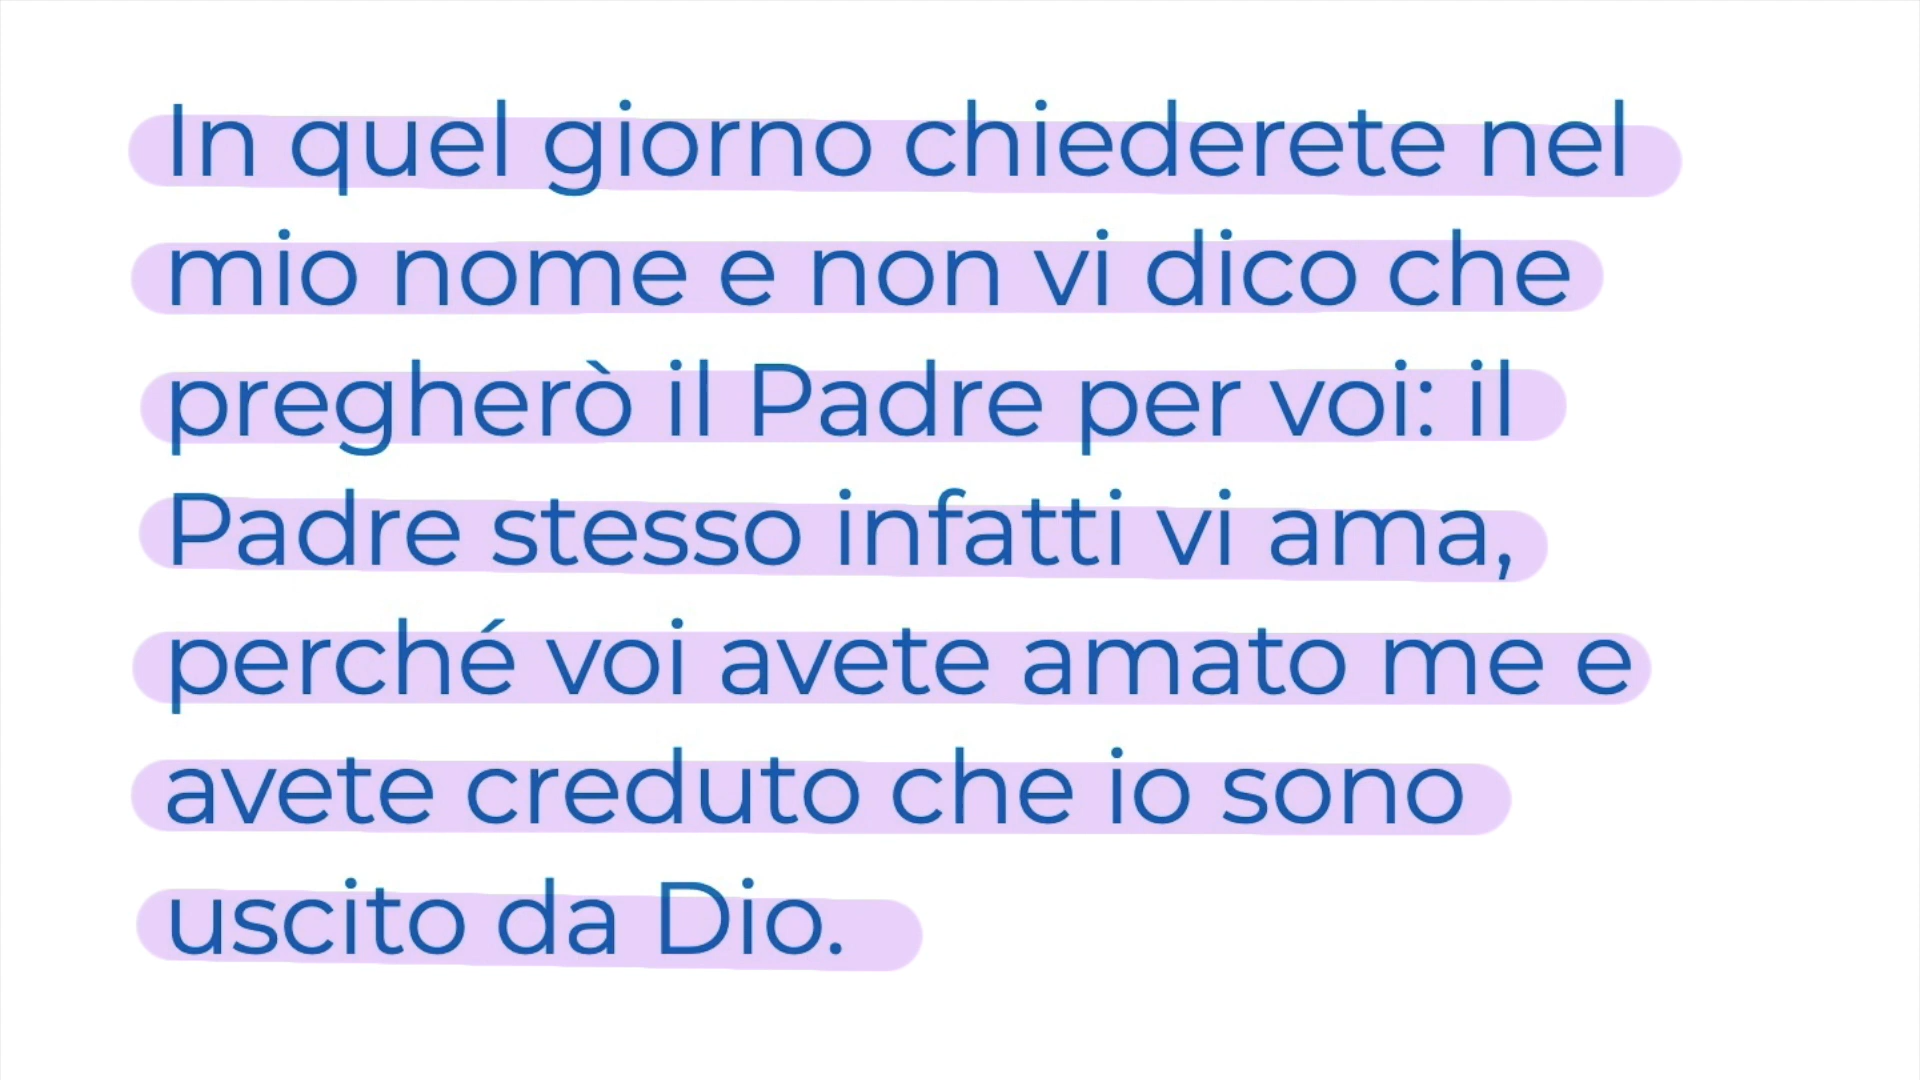 In quel giorno chiederete nel
mio nome e non vi dico che
pregherò il Padre per voi: il
Padre stesso infatti vi ama,
perché voi avete amato me e
avete creduto che io sono
uscito da Dio.